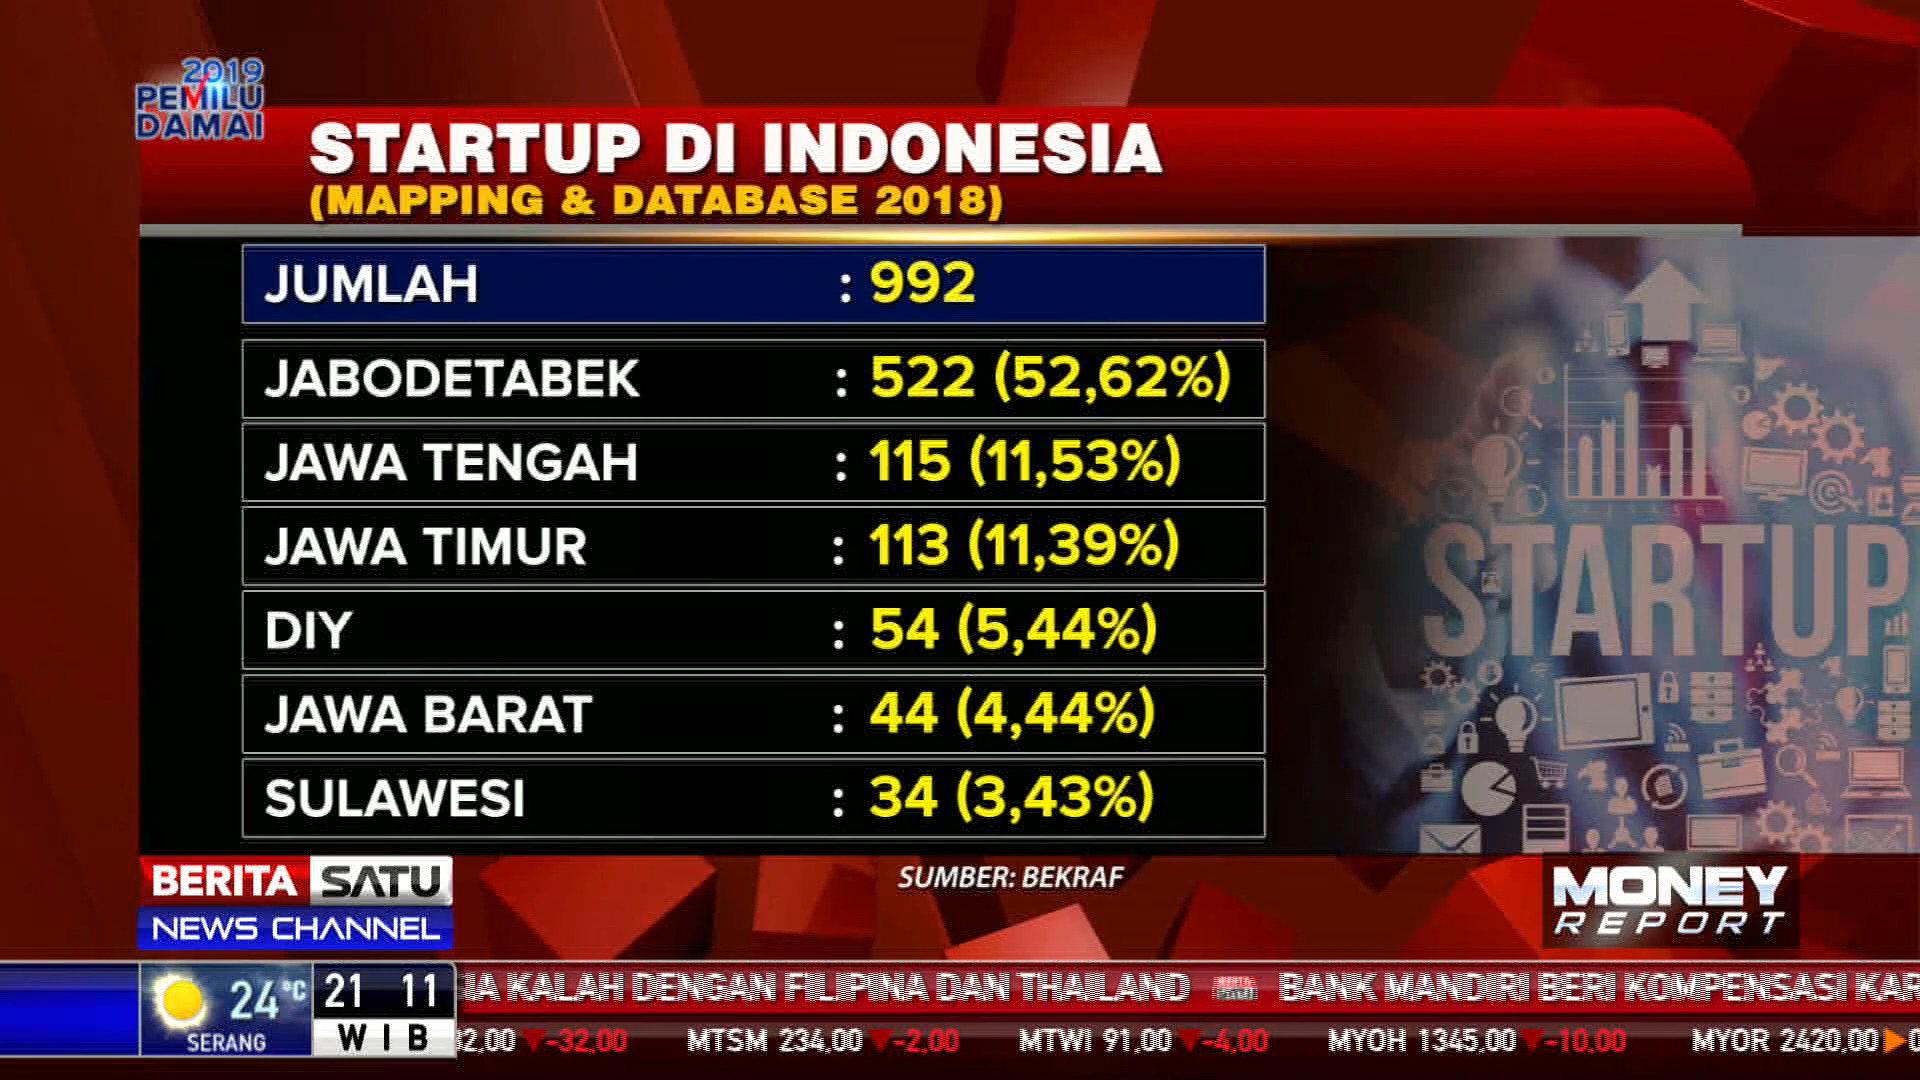 2019
PEMILU
DAMAI
STARTUP DI INDONESIA
(MAPPING & DATABASE 2018)
JUMLAH : 992
JABODETABEK : 522 (52,62%)
JAWA TENGAH : 115 (11,53%)
JAWA TIMUR : 113 (11,39%)
DIY : 54 (5,44%)
JAWA BARAT : 44 (4,44%)
SULAWESI : 34 (3,43%)
STARTUP
SUMBER: BEKRAF
BERITA SATU
NEWS CHANNEL
MONEY
REPORT
24°C
SERANG
21 11
WIB
IA KALAH DENGAN FILIPINA DAN THAILAND BANK MANDIRI BERI KOMPENSASI KAR
32,00 -32,00 MTSM 234,00 -2,00 MTWI 91,00 -4,00 MYOH 1345,00 -10,00 MYOR 2420,00 0